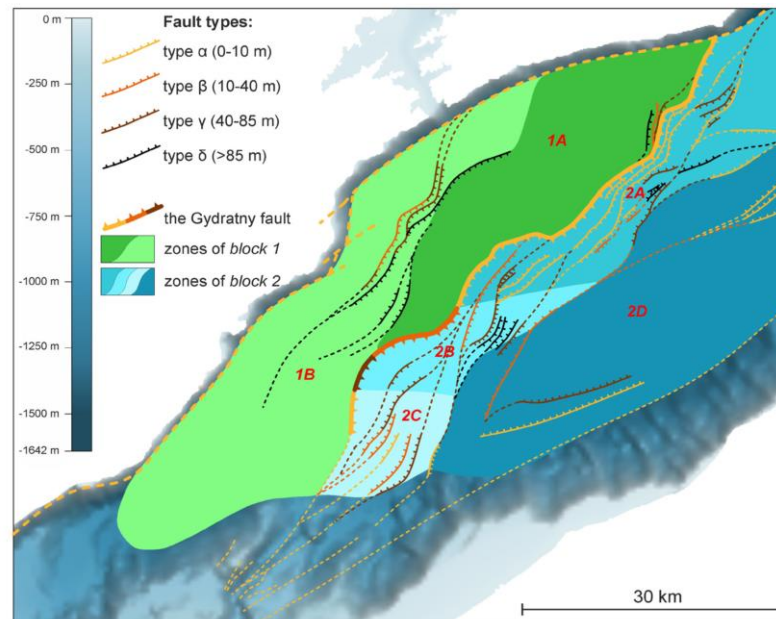 0 m
-250 m
-500 m
-750 m
-1000 m
-1250 m
-1500 m
-1642 m
Fault types:
type α (0-10 m)
type β (10-40 m)
type γ (40-85 m)
type δ (>85 m)
the Gydratny fault
zones of block 1
zones of block 2
1A
2A
2D
2B
1B
2C
30 km